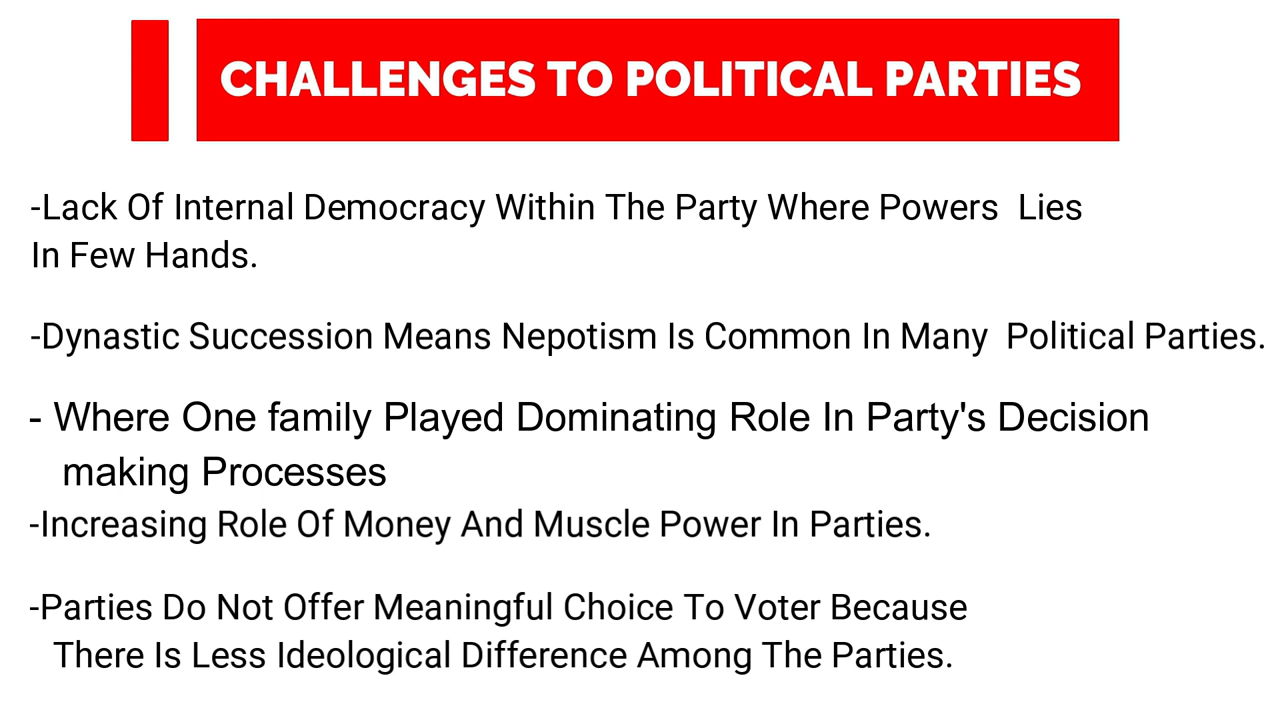 CHALLENGES TO POLITICAL PARTIES
-Lack Of Internal Democracy Within The Party Where Powers  Lies
In Few Hands.
-Dynastic Succession Means Nepotism Is Common In Many  Political Parties.
- Where One family Played Dominating Role In Party's Decision
making Processes
-Increasing Role Of Money And Muscle Power In Parties.
-Parties Do Not Offer Meaningful Choice To Voter Because
There Is Less Ideological Difference Among The Parties.